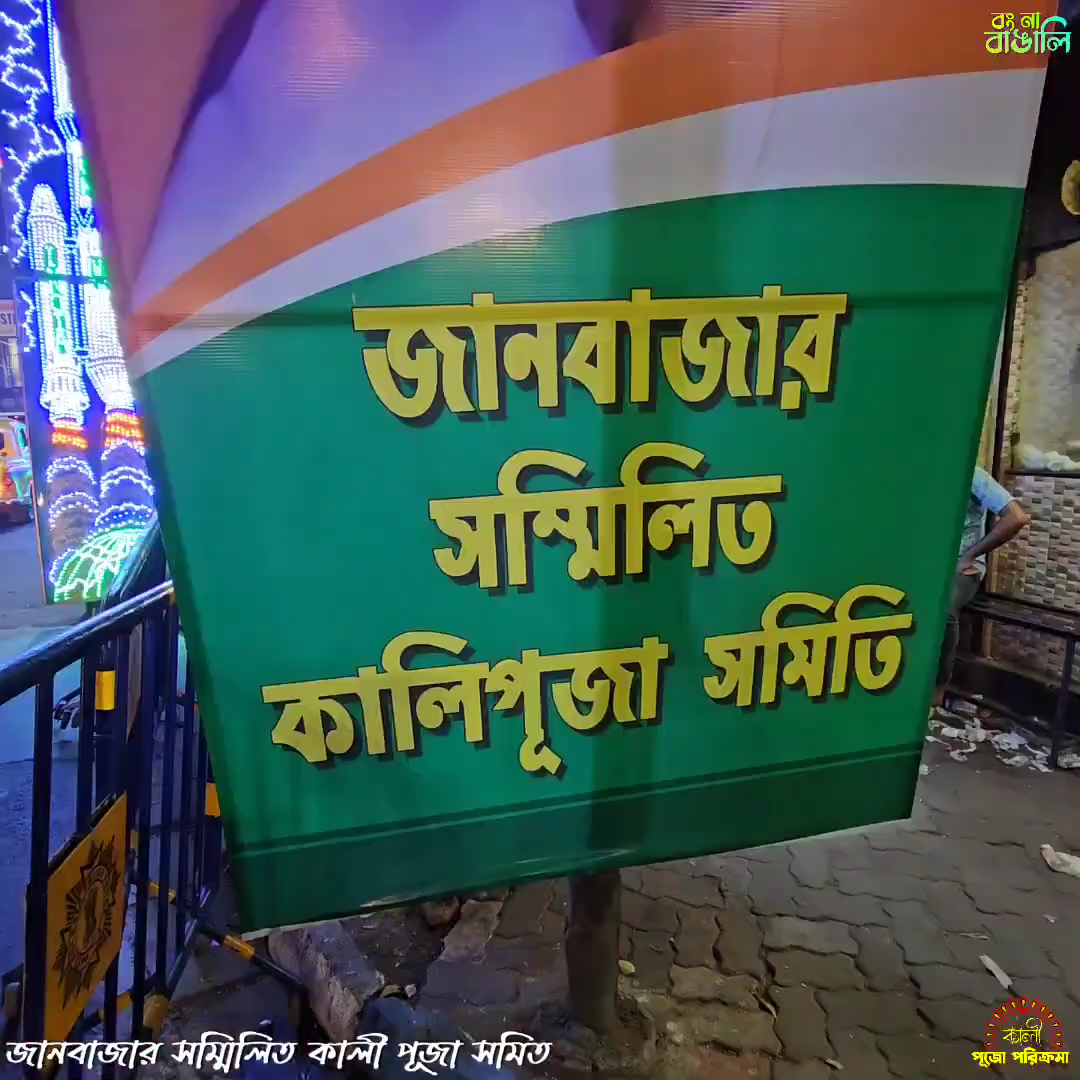 বং না
বাঙালি
জানবাজার
সম্মিলিত
কালিপূজা সমিতি
জানবাজার সম্মিলিত কালী পূজা সমিত
কালী
পূজো পরিক্রমা